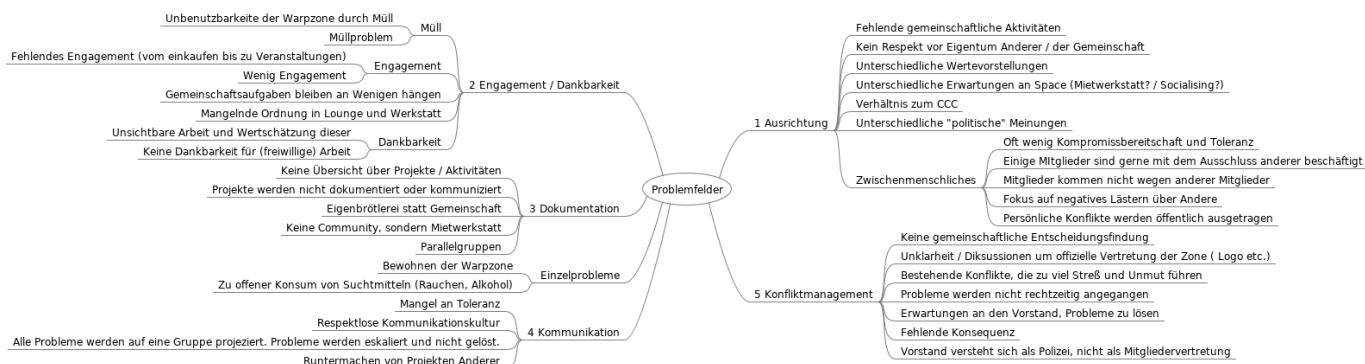 Problemfelder
1 Ausrichtung
Fehlende gemeinschaftliche Aktivitäten
Kein Respekt vor Eigentum Anderer / der Gemeinschaft
Unterschiedliche Wertevorstellungen
Unterschiedliche Erwartungen an Space (Mietwerkstatt? / Socialising?)
Verhältnis zum CCC
Unterschiedliche "politische" Meinungen
Zwischenmenschliches
Oft wenig Kompromissbereitschaft und Toleranz
Einige MItglieder sind gerne mit dem Ausschluss anderer beschäftigt
Mitglieder kommen nicht wegen anderer Mitglieder
Fokus auf negatives Lästern über Andere
Persönliche Konflikte werden öffentlich ausgetragen
2 Engagement / Dankbarkeit
Müll
Unbenutzbarkeite der Warpzone durch Müll
Müllproblem
Engagement
Fehlendes Engagement (vom einkaufen bis zu Veranstaltungen)
Wenig Engagement
Gemeinschaftsaufgaben bleiben an Wenigen hängen
Mangelnde Ordnung in Lounge und Werkstatt
Dankbarkeit
Unsichtbare Arbeit und Wertschätzung dieser
Keine Dankbarkeit für (freiwillige) Arbeit
3 Dokumentation
Keine Übersicht über Projekte / Aktivitäten
Projekte werden nicht dokumentiert oder kommuniziert
Eigenbrötlerei statt Gemeinschaft
Keine Community, sondern Mietwerkstatt
Parallelgruppen
Einzelprobleme
Bewohnen der Warpzone
Zu offener Konsum von Suchtmitteln (Rauchen, Alkohol)
4 Kommunikation
Mangel an Toleranz
Respektlose Kommunikationskultur
Alle Probleme werden auf eine Gruppe projeziert. Probleme werden eskaliert und nicht gelöst.
Runtermachen von Projekten Anderer
5 Konfliktmanagement
Keine gemeinschaftliche Entscheidungsfindung
Unklarheit / Diksussionen um offizielle Vertretung der Zone ( Logo etc.)
Bestehende Konflikte, die zu viel Streß und Unmut führen
Probleme werden nicht rechtzeitig angegangen
Erwartungen an den Vorstand, Probleme zu lösen
Fehlende Konsequenz
Vorstand versteht sich als Polizei, nicht als Mitgliedervertretung